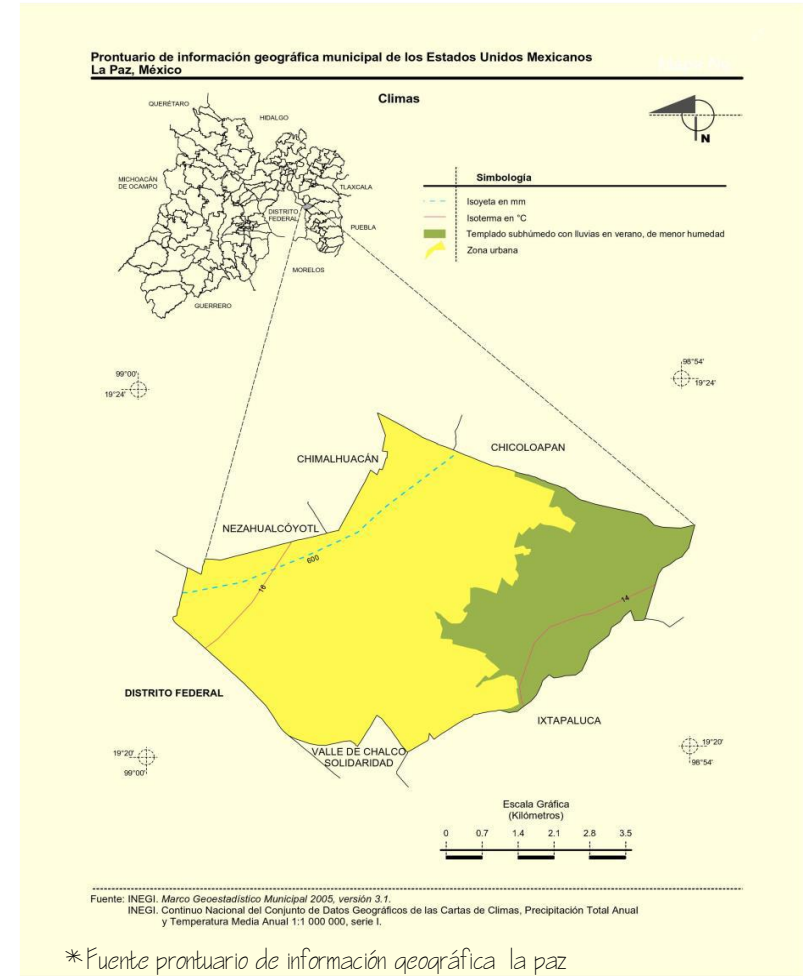 Prontuario de información geográfica municipal de los Estados Unidos Mexicanos
La Paz, México
Climas
QUERÉTARO
HIDALGO
MICHOACÁN
DE OCAMPO
TLAXCALA
DISTRITO
FEDERAL
PUEBLA
MORELOS
GUERRERO
N
Simbología
Isoyeta en mm
Isoterma en °C
Templado subhúmedo con lluvias en verano, de menor humedad
Zona urbana
99°00'
19°24'
98°54'
19°24'
CHIMALHUACÁN
CHICOLOAPAN
NEZAHUALCÓYOTL
600
16
14
DISTRITO FEDERAL
IXTAPALUCA
VALLE DE CHALCO
SOLIDARIDAD
19°20'
99°00'
19°20'
98°54'
Escala Gráfica
(Kilómetros)
0 0.7 1.4 2.1 2.8 3.5
Fuente: INEGI. Marco Geoestadístico Municipal 2005, versión 3.1.
INEGI. Continuo Nacional del Conjunto de Datos Geográficos de las Cartas de Climas, Precipitación Total Anual
y Temperatura Media Anual 1:1 000 000, serie I.
*Fuente prontuario de información geográfica la paz